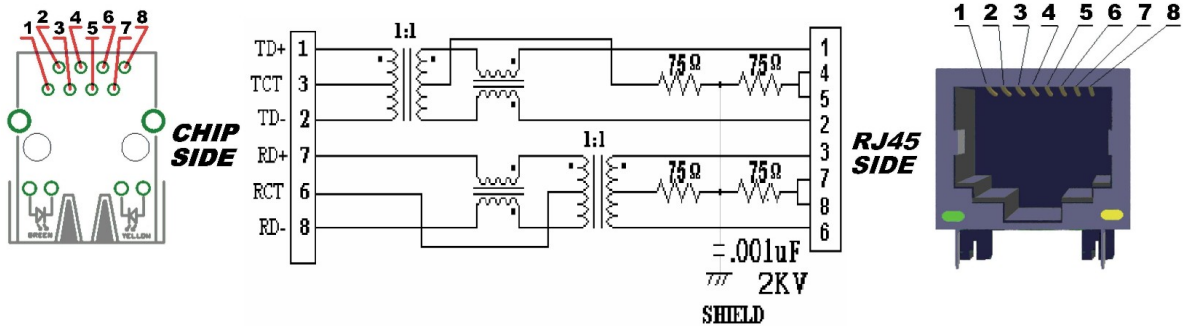 2 4 6 8
1 3 5 7
CHIP
SIDE
GREEN
YELLOW
1:1
TD+ 1
TCT 3
TD- 2
RD+ 7
RCT 6
RD- 8
75Ω 75Ω
1
4
5
2
1:1
75Ω 75Ω
3
7
8
6
.001uF
2KV
SHIELD
RJ45
SIDE
1 2 3 4 5 6 7 8